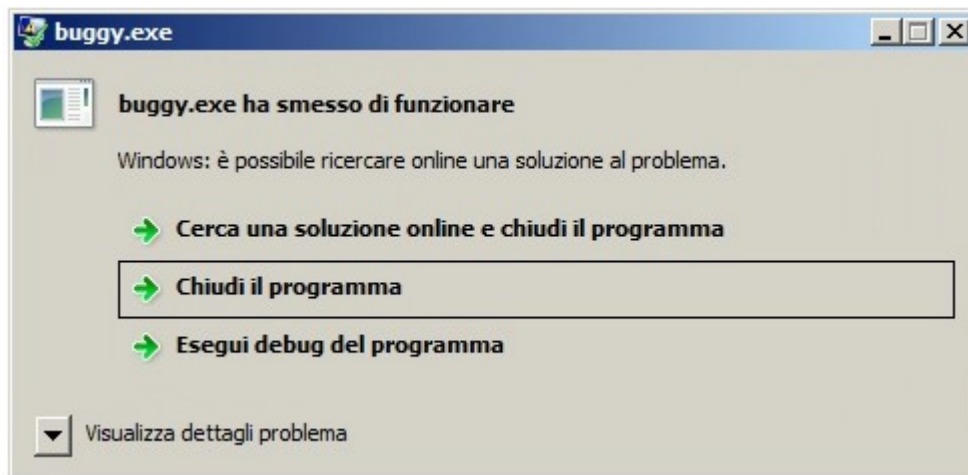 buggy.exe
buggy.exe ha smesso di funzionare
Windows: è possibile ricercare online una soluzione al problema.
Cerca una soluzione online e chiudi il programma
Chiudi il programma
Esegui debug del programma
Visualizza dettagli problema